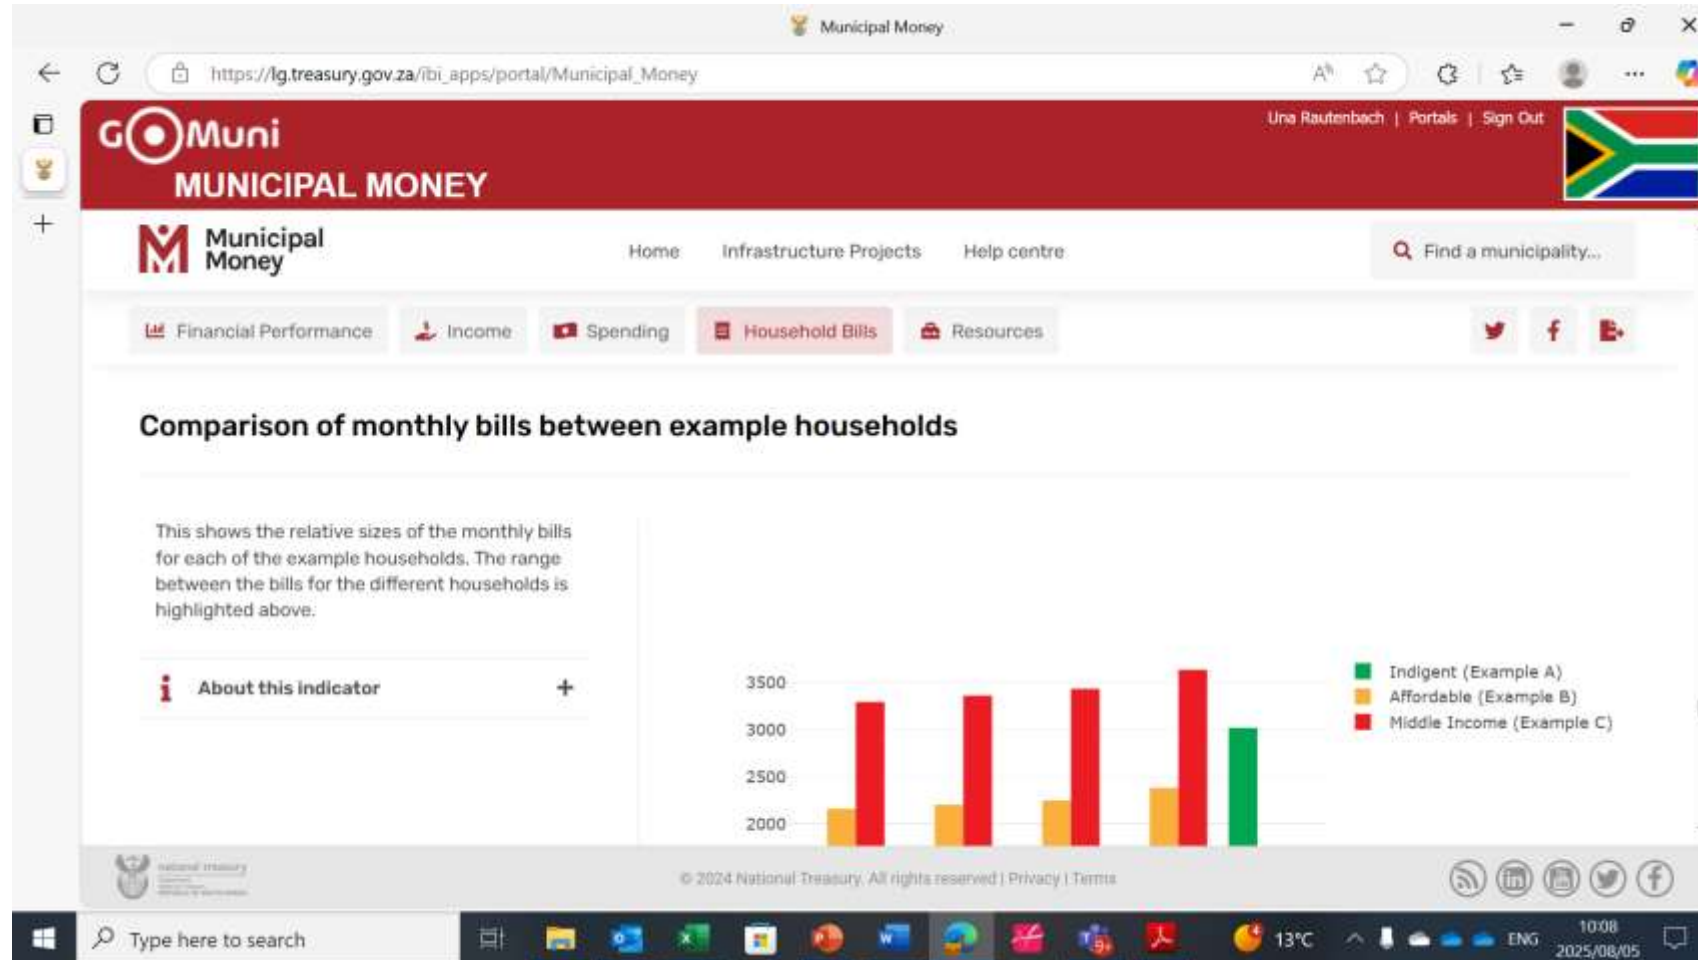 Municipal Money
https://lg.treasury.gov.za/ibi_apps/portal/Municipal_Money
GOMuni
MUNICIPAL MONEY
Una Rautenbach | Portals | Sign Out
Municipal
Money
Home
Infrastructure Projects
Help centre
Find a municipality...
Financial Performance
Income
Spending
Household Bills
Resources
Comparison of monthly bills between example households
This shows the relative sizes of the monthly bills
for each of the example households. The range
between the bills for the different households is
highlighted above.
About this indicator
3500
3000
2500
2000
Indigent (Example A)
Affordable (Example B)
Middle Income (Example C)
national treasury
© 2024 National Treasury. All rights reserved | Privacy | Terms
Type here to search
13°C
ENG
10:08
2025/08/05